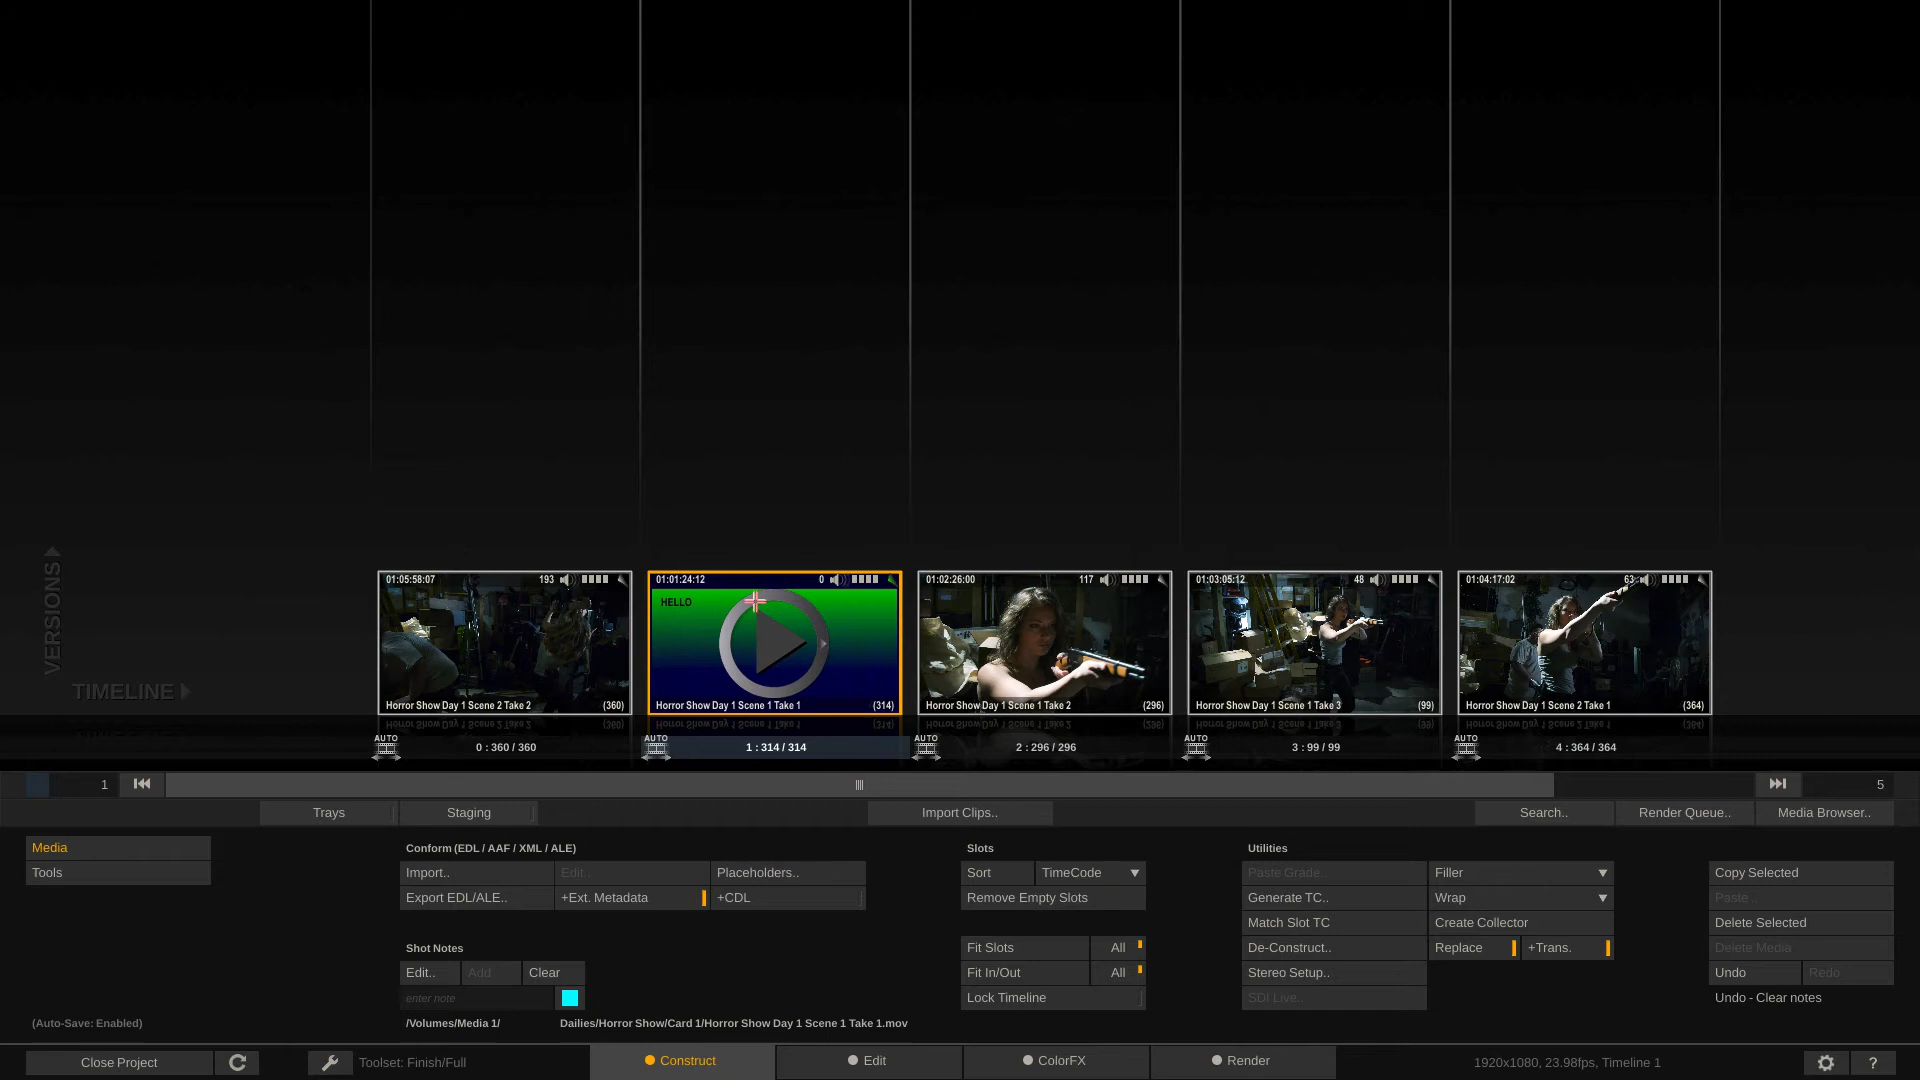 01:05:58:07 193
01:01:24:12 0
01:02:26:00 117
01:03:05:12 48
01:04:17:02 63
HELLO
Horror Show Day 1 Scene 2 Take 2 (360)
Horror Show Day 1 Scene 1 Take 1 (314)
Horror Show Day 1 Scene 1 Take 2 (296)
Horror Show Day 1 Scene 1 Take 3 (99)
Horror Show Day 1 Scene 2 Take 1 (364)
VERSIONS
TIMELINE
AUTO 0 : 360 / 360
AUTO 1 : 314 / 314
AUTO 2 : 296 / 296
AUTO 3 : 99 / 99
AUTO 4 : 364 / 364
1 5
Trays Staging Import Clips.. Search.. Render Queue.. Media Browser..
Media
Tools
Conform (EDL / AAF / XML / ALE)
Import.. Edit.. Placeholders..
Export EDL/ALE.. +Ext. Metadata +CDL
Shot Notes
Edit.. Add Clear
enter note
Slots
Sort TimeCode
Remove Empty Slots
Fit Slots All
Fit In/Out All
Lock Timeline
Utilities
Paste Grade.. Filler
Generate TC.. Wrap
Match Slot TC Create Collector
De-Construct.. Replace +Trans.
Stereo Setup..
SDI Live..
Copy Selected
Paste ..
Delete Selected
Delete Media
Undo Redo
Undo - Clear notes
(Auto-Save: Enabled) /Volumes/Media 1/ Dailies/Horror Show/Card 1/Horror Show Day 1 Scene 1 Take 1.mov
Close Project Toolset: Finish/Full Construct Edit ColorFX Render 1920x1080, 23.98fps, Timeline 1 ?